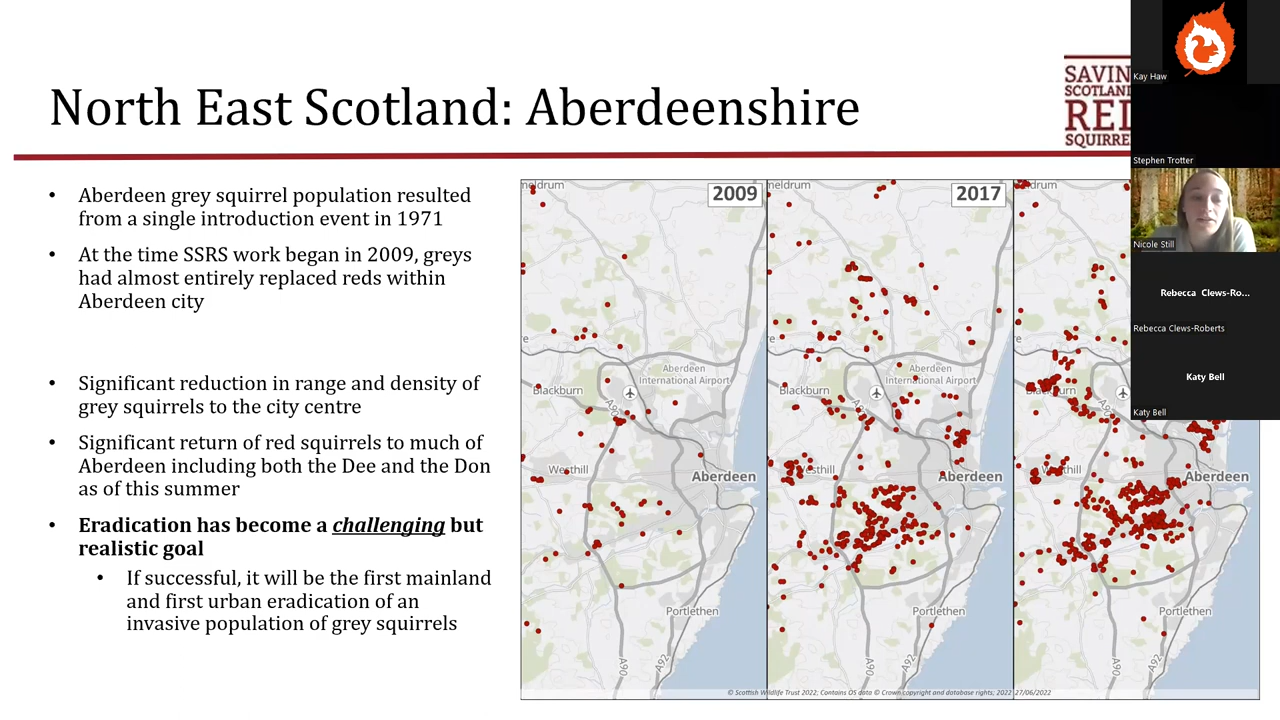 North East Scotland: Aberdeenshire
SAVIN
SCOTLAN
RE
SQUIRRE
• Aberdeen grey squirrel population resulted
from a single introduction event in 1971
• At the time SSRS work began in 2009, greys
had almost entirely replaced reds within
Aberdeen city
• Significant reduction in range and density of
grey squirrels to the city centre
• Significant return of red squirrels to much of
Aberdeen including both the Dee and the Don
as of this summer
• Eradication has become a challenging but
realistic goal
• If successful, it will be the first mainland
and first urban eradication of an
invasive population of grey squirrels
meldrum
2009
Aberdeen
International Airport
Blackburn
A90
Westhill
Aberdeen
Portlethen
A90
A92
meldrum
2017
Aberdeen
International Airport
Blackburn
Westhill
Aberdeen
Portlethen
A90
A92
drum
Blackburn
Westhill
Aberdeen
Portlethen
A90
A92
© Scottish Wildlife Trust 2022; Contains OS data © Crown copyright and database rights; 2022 27/06/2022
Kay Haw
Stephen Trotter
Nicole Still
Rebecca Clews-Ro...
Rebecca Clews-Roberts
Katy Bell
Katy Bell